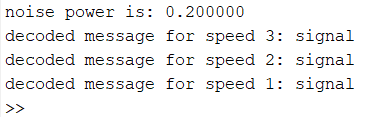 noise power is: 0.200000
decoded message for speed 3: signal
decoded message for speed 2: signal
decoded message for speed 1: signal
>>